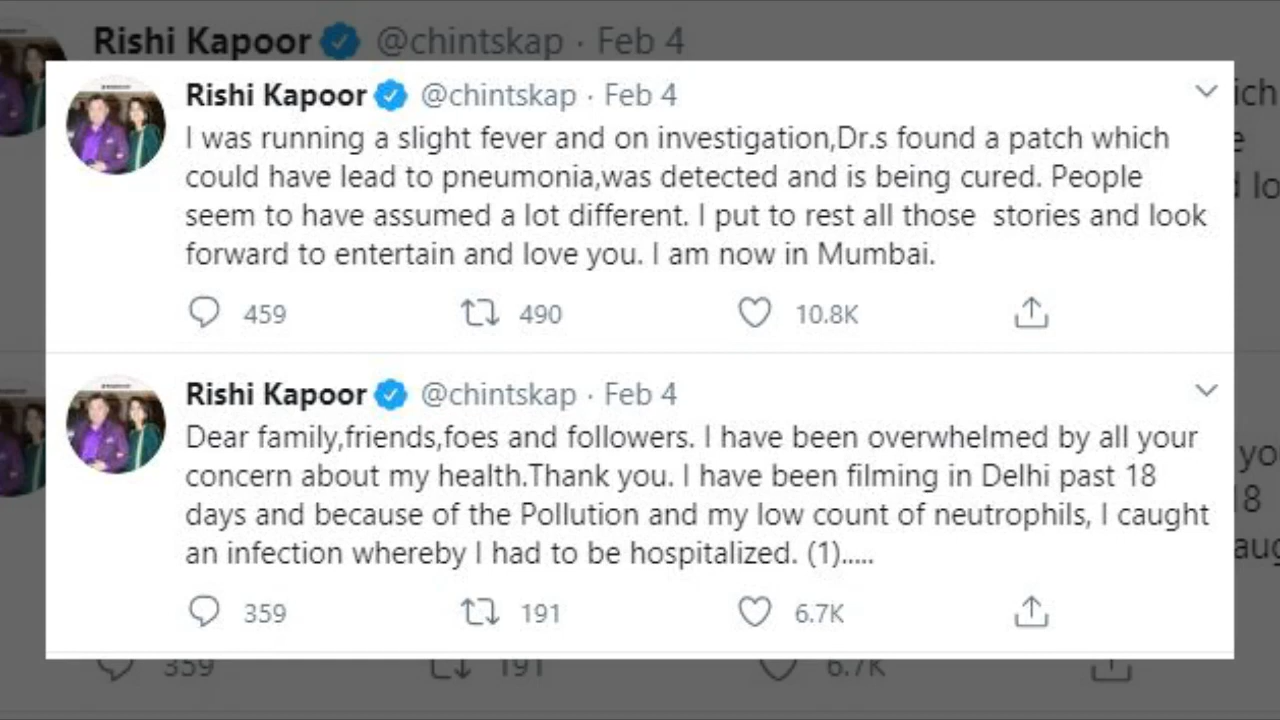 Rishi Kapoor @chintskap · Feb 4
Rishi Kapoor @chintskap · Feb 4
I was running a slight fever and on investigation,Dr.s found a patch which
could have lead to pneumonia,was detected and is being cured. People
seem to have assumed a lot different. I put to rest all those  stories and look
forward to entertain and love you. I am now in Mumbai.
459 490 10.8K
Rishi Kapoor @chintskap · Feb 4
Dear family,friends,foes and followers. I have been overwhelmed by all your
concern about my health.Thank you. I have been filming in Delhi past 18
days and because of the Pollution and my low count of neutrophils, I caught
an infection whereby I had to be hospitalized. (1).....
359 191 6.7K
359 191 6.7K